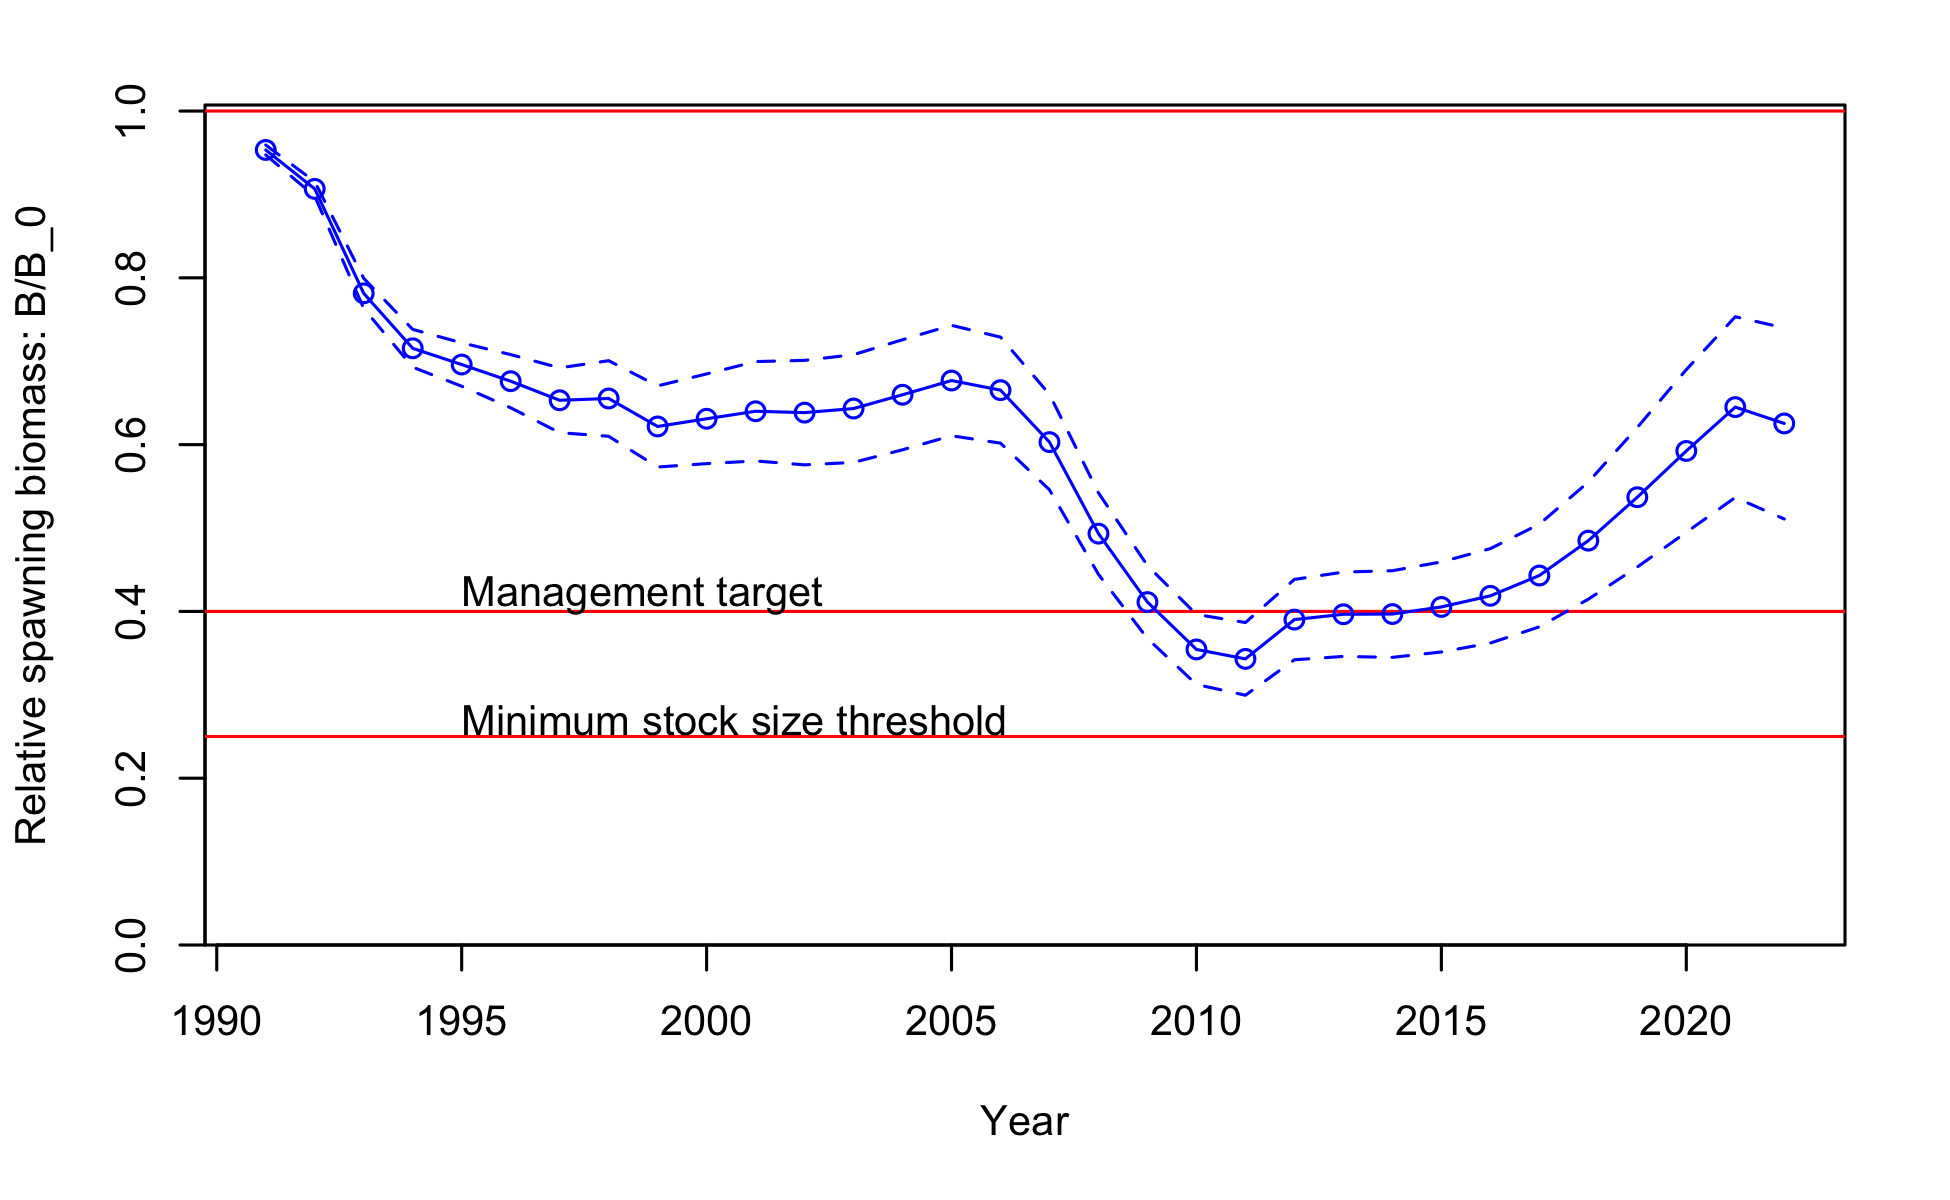 Relative spawning biomass: B/B_0
1.0
0.8
0.6
0.4
0.2
0.0
Management target
Minimum stock size threshold
1990 1995 2000 2005 2010 2015 2020
Year